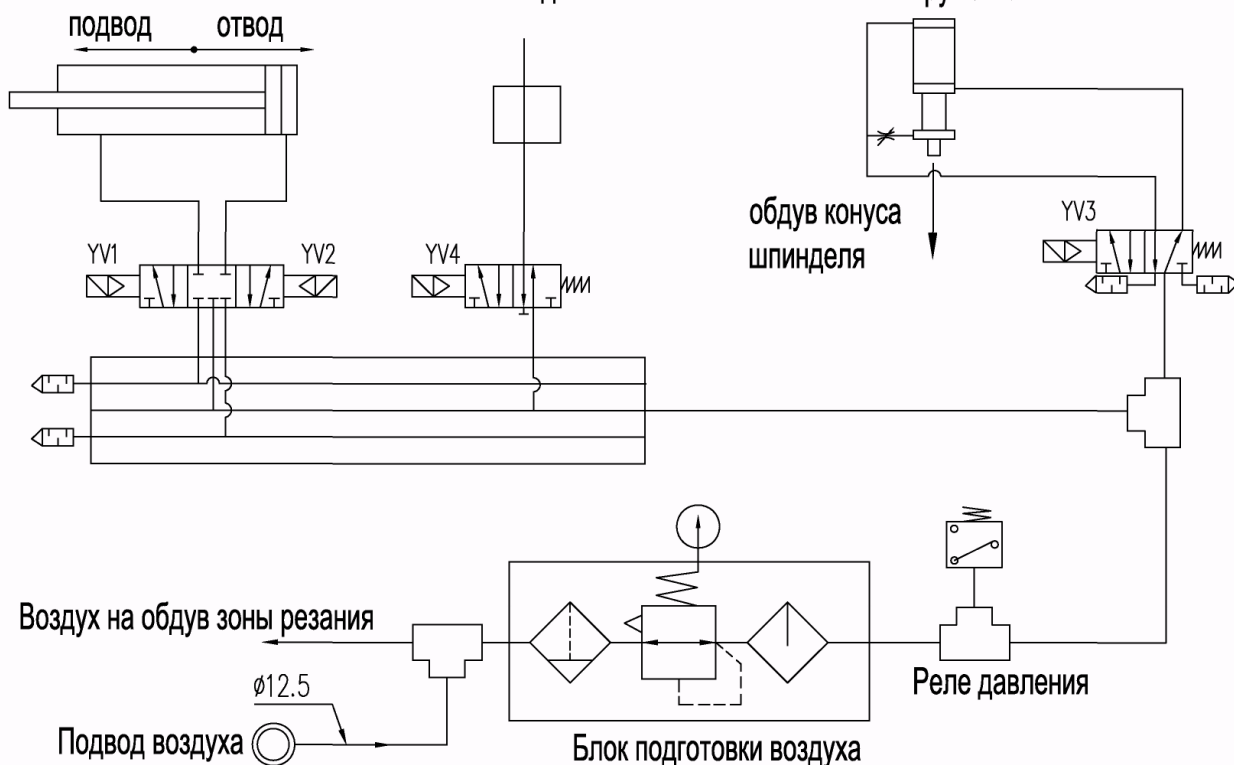 подвод
отвод
обдув конуса
шпинделя
YV3
YV1
YV2
YV4
Воздух на обдув зоны резания
Реле давления
ø12.5
Подвод воздуха
Блок подготовки воздуха